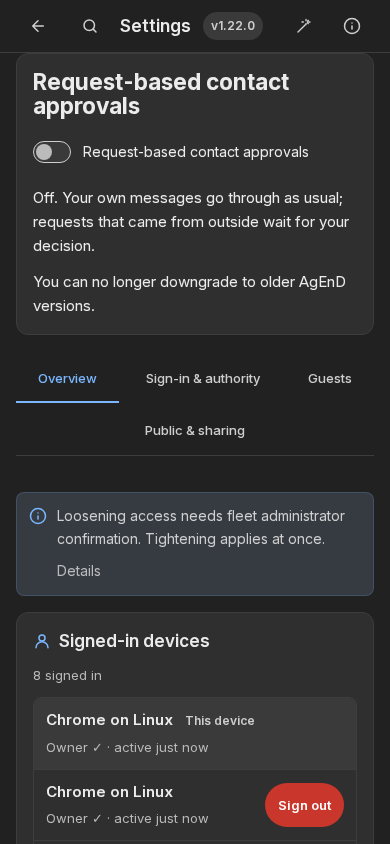 Settings v1.22.0
Request-based contact
approvals
Request-based contact approvals
Off. Your own messages go through as usual;
requests that came from outside wait for your
decision.
You can no longer downgrade to older AgEnD
versions.
Overview Sign-in & authority Guests
Public & sharing
Loosening access needs fleet administrator
confirmation. Tightening applies at once.
Details
Signed-in devices
8 signed in
Chrome on Linux This device
Owner ✓ · active just now
Chrome on Linux
Owner ✓ · active just now
Sign out